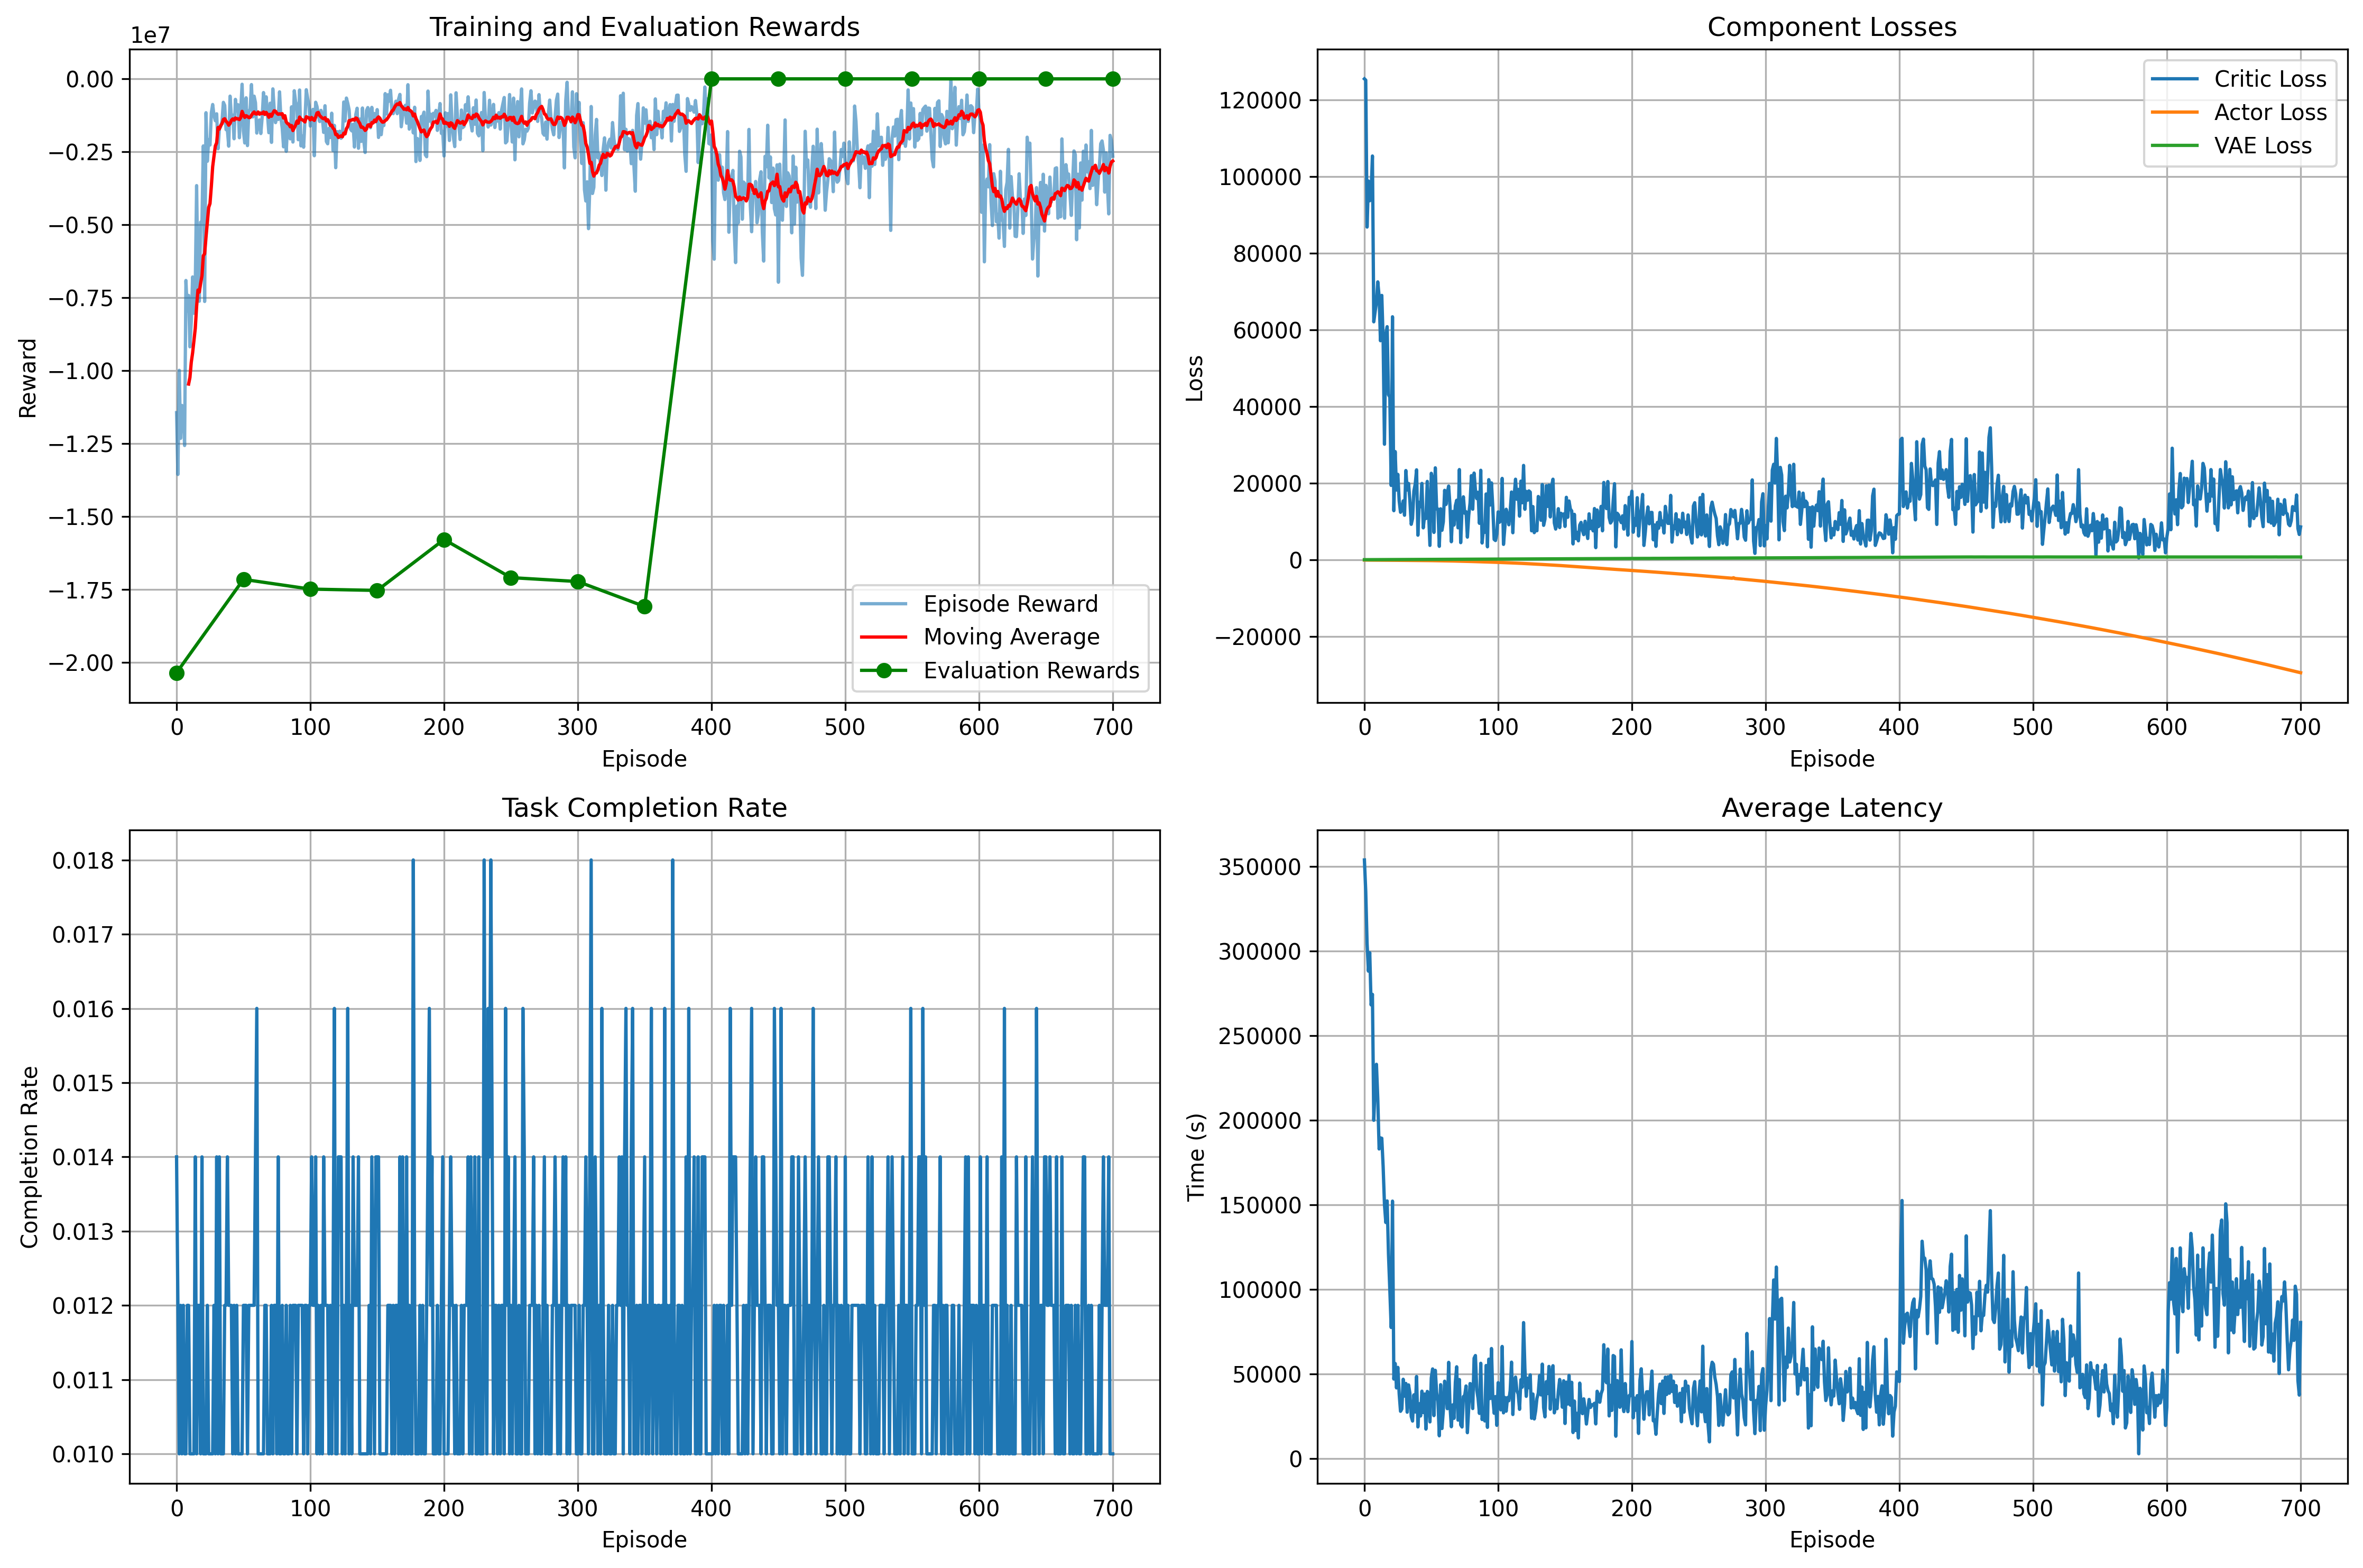 Training and Evaluation Rewards
1e7
0.00
−0.25
−0.50
−0.75
−1.00
−1.25
−1.50
−1.75
−2.00
Reward
Episode Reward
Moving Average
Evaluation Rewards
0 100 200 300 400 500 600 700
Episode
Component Losses
120000
100000
80000
60000
40000
20000
0
−20000
Loss
Critic Loss
Actor Loss
VAE Loss
0 100 200 300 400 500 600 700
Episode
Task Completion Rate
0.018
0.017
0.016
0.015
0.014
0.013
0.012
0.011
0.010
Completion Rate
0 100 200 300 400 500 600 700
Episode
Average Latency
350000
300000
250000
200000
150000
100000
50000
0
Time (s)
0 100 200 300 400 500 600 700
Episode